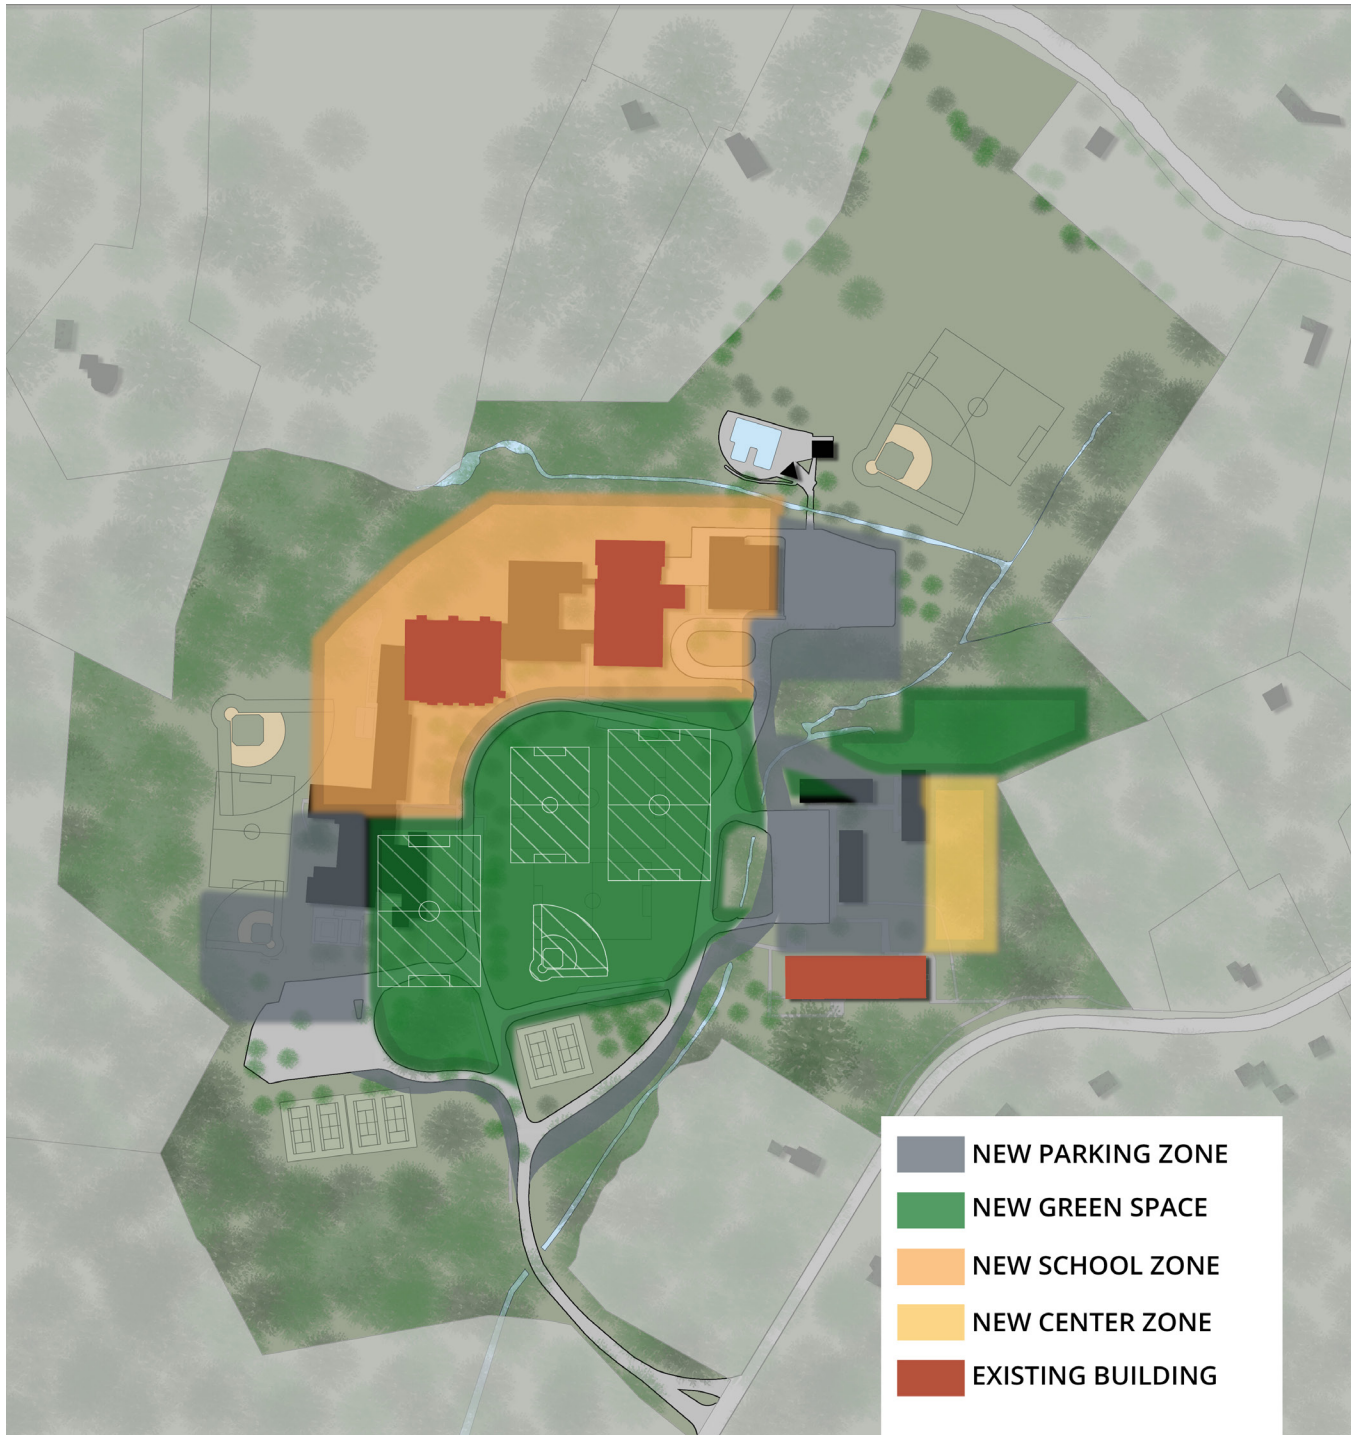 NEW PARKING ZONE
NEW GREEN SPACE
NEW SCHOOL ZONE
NEW CENTER ZONE
EXISTING BUILDING